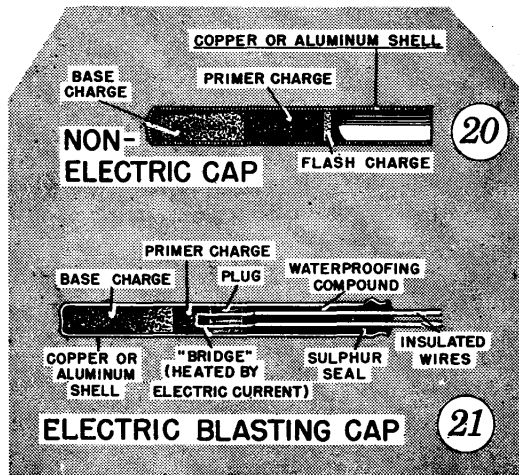 COPPER OR ALUMINUM SHELL
BASE
CHARGE
PRIMER CHARGE
20
NON-
ELECTRIC CAP
FLASH CHARGE
PRIMER CHARGE
BASE CHARGE
PLUG
WATERPROOFING
COMPOUND
COPPER OR
ALUMINUM
SHELL
"BRIDGE"
(HEATED BY
ELECTRIC CURRENT)
SULPHUR
SEAL
INSULATED
WIRES
ELECTRIC BLASTING CAP
21